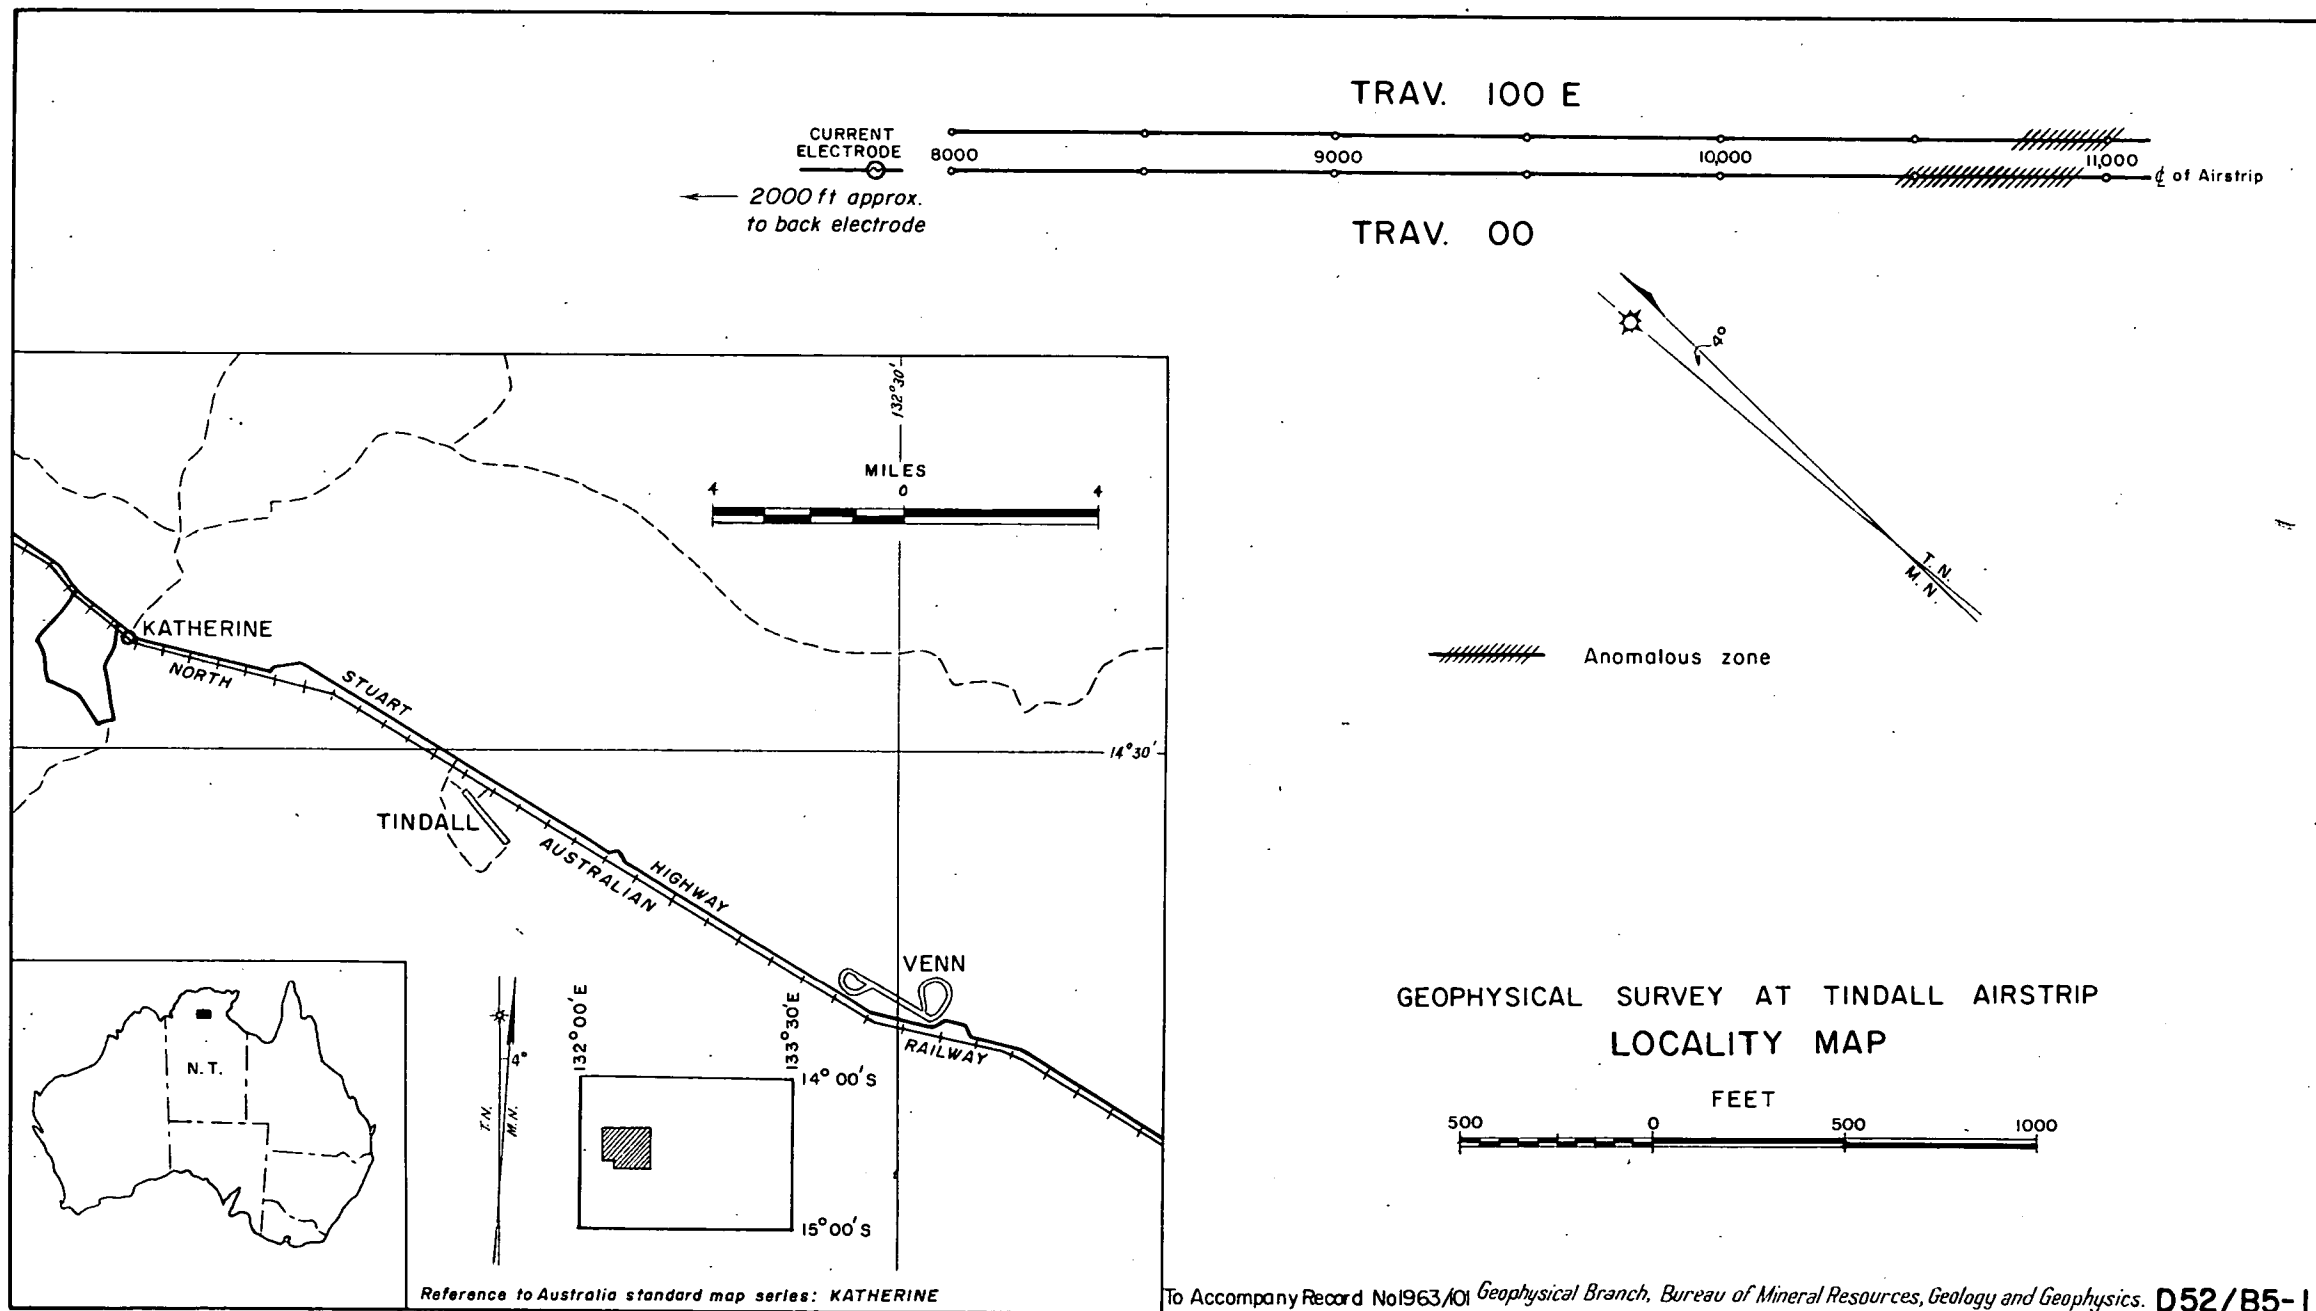 TRAV. 100 E
CURRENT
ELECTRODE
8000
9000
10,000
11,000
℄ of Airstrip
2000 ft approx.
to back electrode
TRAV. 00
4°
T.N.
M.N
Anomalous zone
132°30'
MILES
4 0 4
KATHERINE
NORTH
STUART
14°30'
TINDALL
AUSTRALIAN
HIGHWAY
VENN
RAILWAY
N.T.
4°
T.N.
M.N.
132°00'E
133°30'E
14°00'S
15°00'S
Reference to Australia standard map series: KATHERINE
GEOPHYSICAL SURVEY AT TINDALL AIRSTRIP
LOCALITY MAP
FEET
500 0 500 1000
To Accompany Record No1963/101 Geophysical Branch, Bureau of Mineral Resources, Geology and Geophysics. D52/B5-1